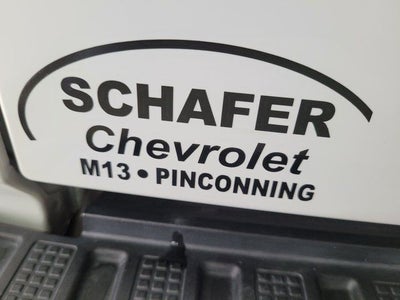 SCHAFER
Chevrolet
M13 • PINCONNING